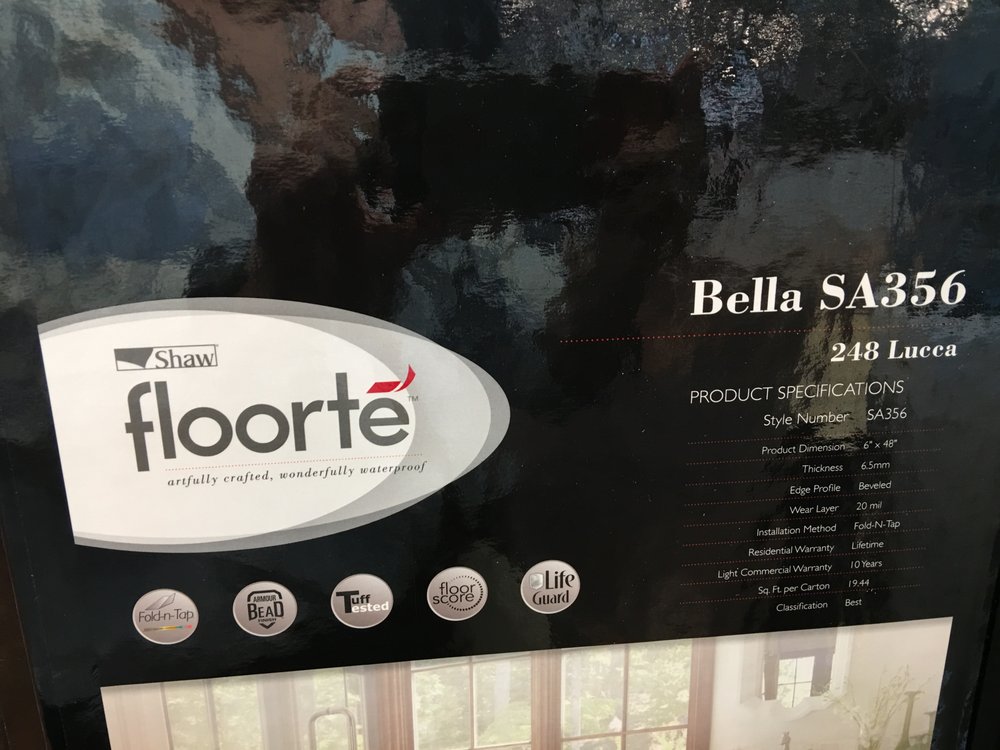 Bella SA356
248 Lucca
Shaw
floorté™
artfully crafted, wonderfully waterproof
PRODUCT SPECIFICATIONS
Style Number SA356
Product Dimension 6" x 48"
Thickness 6.5mm
Edge Profile Beveled
Wear Layer 20 mil
Installation Method Fold-N-Tap
Residential Warranty Lifetime
Light Commercial Warranty 10 Years
Sq. Ft. per Carton 19.44
Classification Best
Fold-n-Tap
ARMOUR
BEAD
FINISH
Tuff
Tested
floor
score
Life
Guard